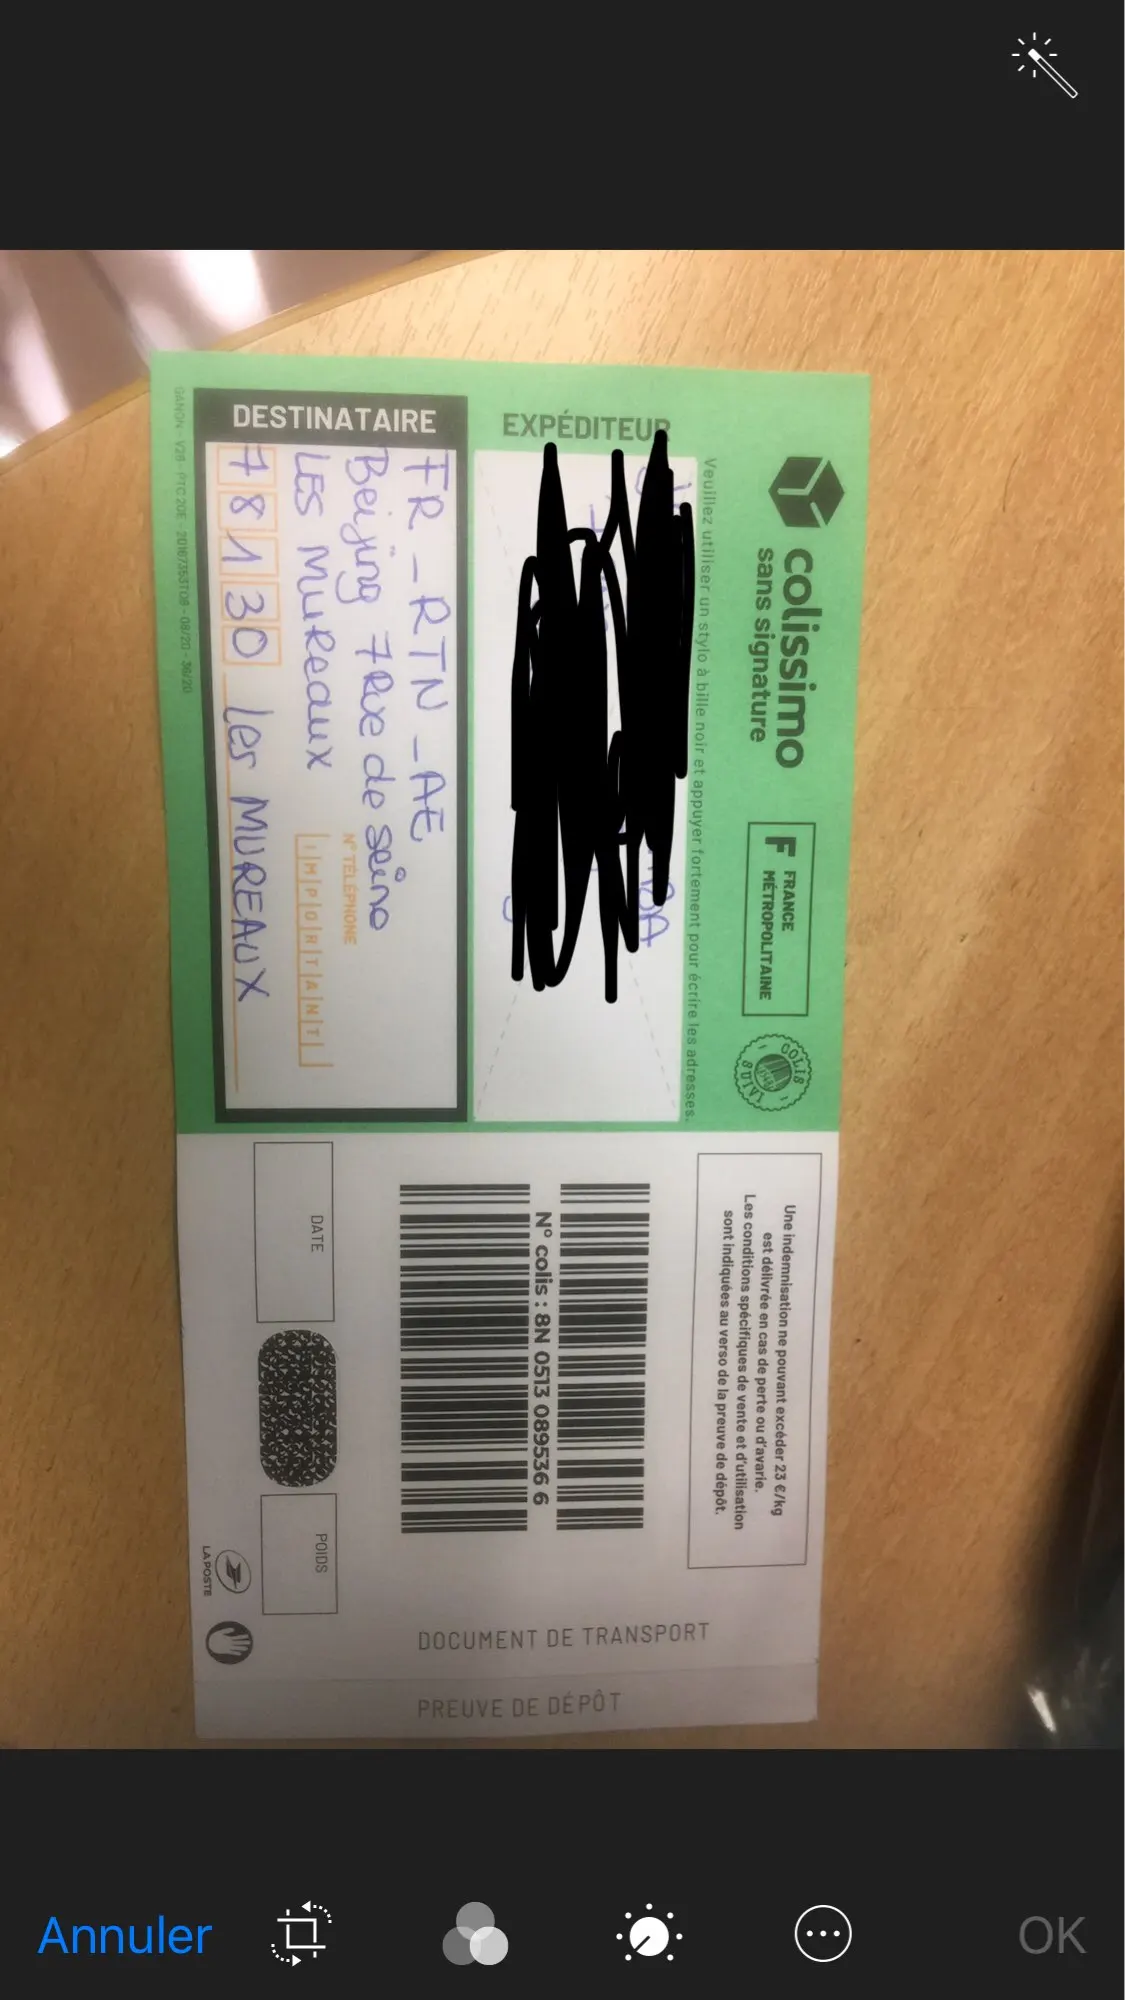 colissimo
sans signature
F FRANCE
MÉTROPOLITAINE
COLIS
SUIVI
Veuillez utiliser un stylo à bille noir et appuyer fortement pour écrire les adresses.
EXPÉDITEUR
DESTINATAIRE
FR-RTN-AE
Beijing 7Rue de seine
LES MuReaux
N° TÉLÉPHONE
IMPORTANT
78130 les MUREAUX
Une indemnisation ne pouvant excéder 23 €/kg
est délivrée en cas de perte ou d'avarie.
Les conditions spécifiques de vente et d'utilisation
sont indiquées au verso de la preuve de dépôt.
N° colis : 8N 0513 089536 6
DATE
POIDS
LA POSTE
DOCUMENT DE TRANSPORT
PREUVE DE DÉPÔT
Annuler
OK